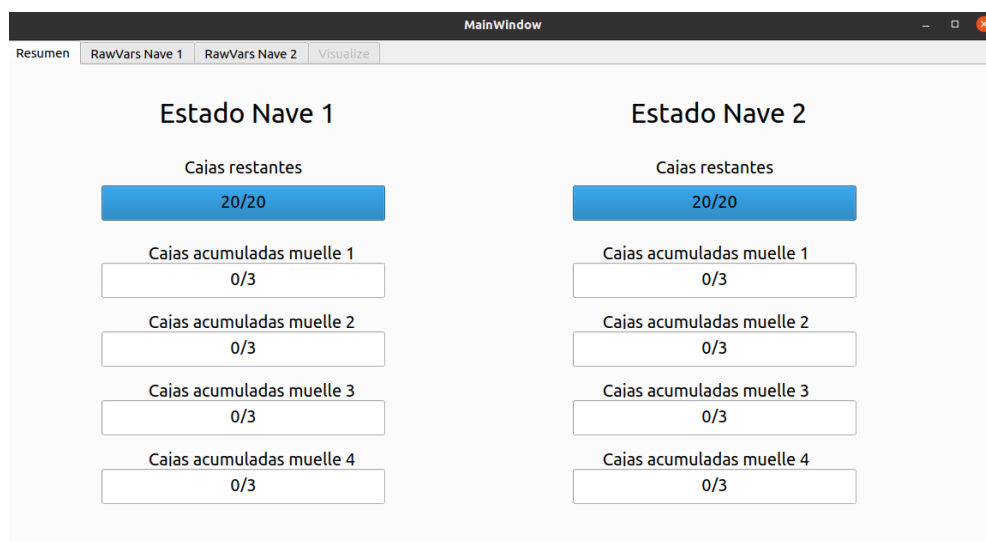 MainWindow
Resumen RawVars Nave 1 RawVars Nave 2 Visualize
Estado Nave 1
Cajas restantes
20/20
Cajas acumuladas muelle 1
0/3
Cajas acumuladas muelle 2
0/3
Cajas acumuladas muelle 3
0/3
Cajas acumuladas muelle 4
0/3
Estado Nave 2
Cajas restantes
20/20
Cajas acumuladas muelle 1
0/3
Cajas acumuladas muelle 2
0/3
Cajas acumuladas muelle 3
0/3
Cajas acumuladas muelle 4
0/3